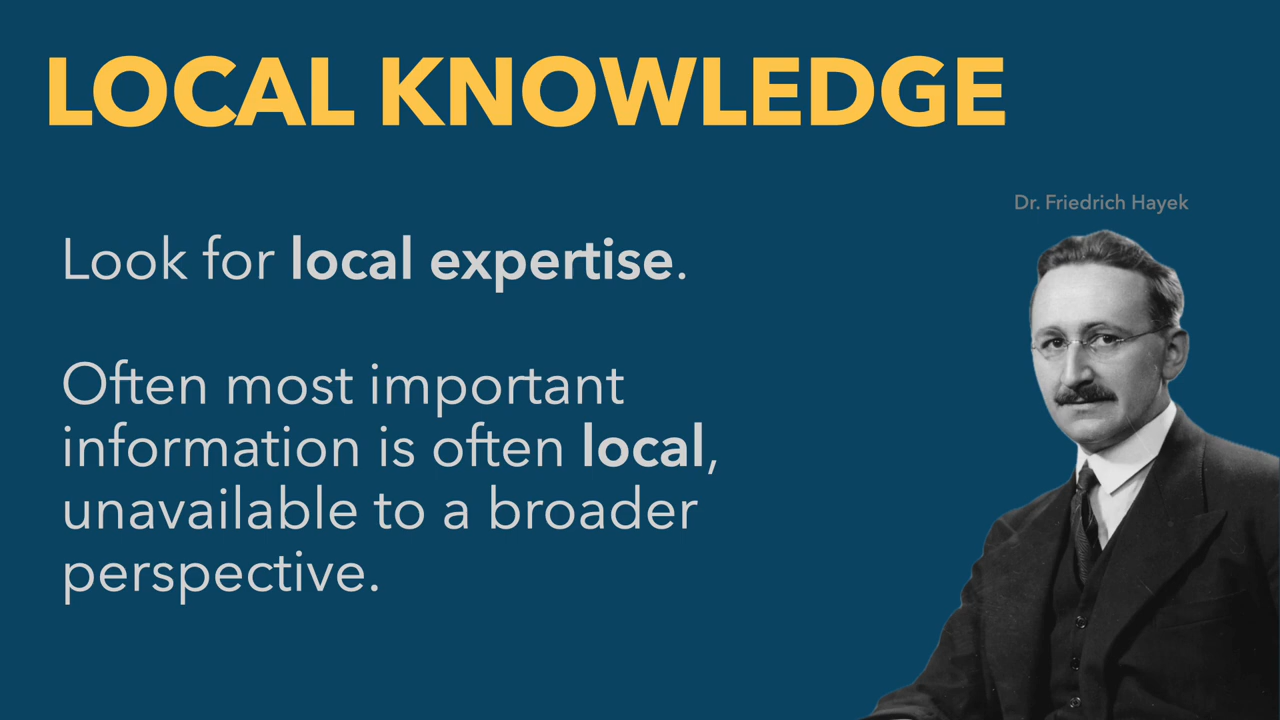 LOCAL KNOWLEDGE
Dr. Friedrich Hayek
Look for local expertise.
Often most important
information is often local,
unavailable to a broader
perspective.